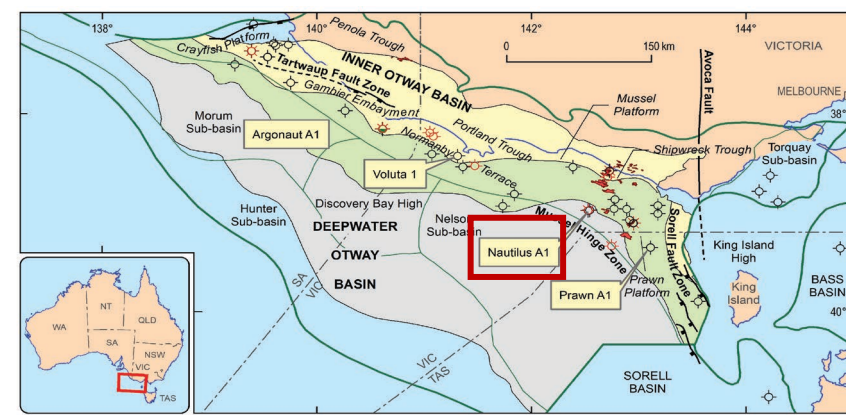 138°
140°
142°
144°
Penola Trough
Crayfish Platform
0
150 km
VICTORIA
INNER OTWAY BASIN
Tartwaup Fault Zone
Avoca Fault
MELBOURNE
Gambier Embayment
Mussel
Platform
38°
Morum
Sub-basin
Argonaut A1
Normanby
Terrace
Portland Trough
Shipwreck Trough
Torquay
Sub-basin
Voluta 1
Hunter
Sub-basin
Discovery Bay High
DEEPWATER
OTWAY
BASIN
Nelson
Sub-basin
Mussel Hinge Zone
Nautilus A1
Sorell Fault Zone
King Island
High
Prawn A1
Prawn
Platform
King
Island
BASS
BASIN
SA
VIC
40°
VIC
TAS
SORELL
BASIN
NT
WA
QLD
SA
NSW
VIC
TAS